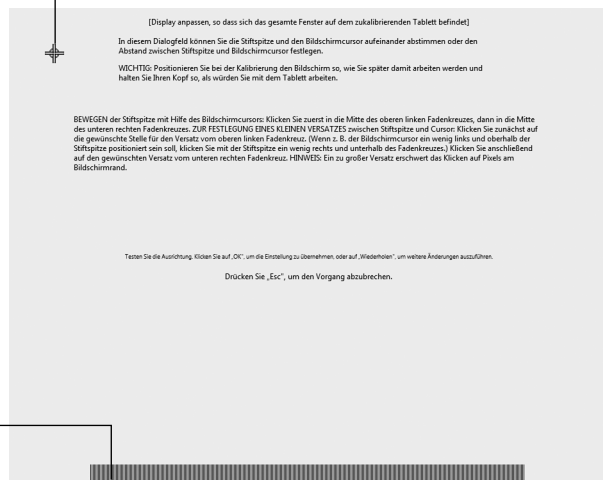 [Display anpassen, so dass sich das gesamte Fenster auf dem zukalibrierenden Tablett befindet]
In diesem Dialogfeld können Sie die Stiftspitze und den Bildschirmcursor aufeinander abstimmen oder den
Abstand zwischen Stiftspitze und Bildschirmcursor festlegen.
WICHTIG: Positionieren Sie bei der Kalibrierung den Bildschirm so, wie Sie später damit arbeiten werden und
halten Sie Ihren Kopf so, als würden Sie mit dem Tablett arbeiten.
BEWEGEN der Stiftspitze mit Hilfe des Bildschirmcursors: Klicken Sie zuerst in die Mitte des oberen linken Fadenkreuzes, dann in die Mitte
des unteren rechten Fadenkreuzes. ZUR FESTLEGUNG EINES KLEINEN VERSATZES zwischen Stiftspitze und Cursor: Klicken Sie zunächst auf
die gewünschte Stelle für den Versatz vom oberen linken Fadenkreuz. (Wenn z. B. der Bildschirmcursor ein wenig links und oberhalb der
Stiftspitze positioniert sein soll, klicken Sie mit der Stiftspitze ein wenig rechts und unterhalb des Fadenkreuzes.) Klicken Sie anschließend
auf den gewünschten Versatz vom unteren rechten Fadenkreuz. HINWEIS: Ein zu großer Versatz erschwert das Klicken auf Pixels am
Bildschirmrand.
Testen Sie die Ausrichtung. Klicken Sie auf „OK“, um die Einstellung zu übernehmen, oder auf „Wiederholen“, um weitere Änderungen auszuführen.
Drücken Sie „Esc“, um den Vorgang abzubrechen.